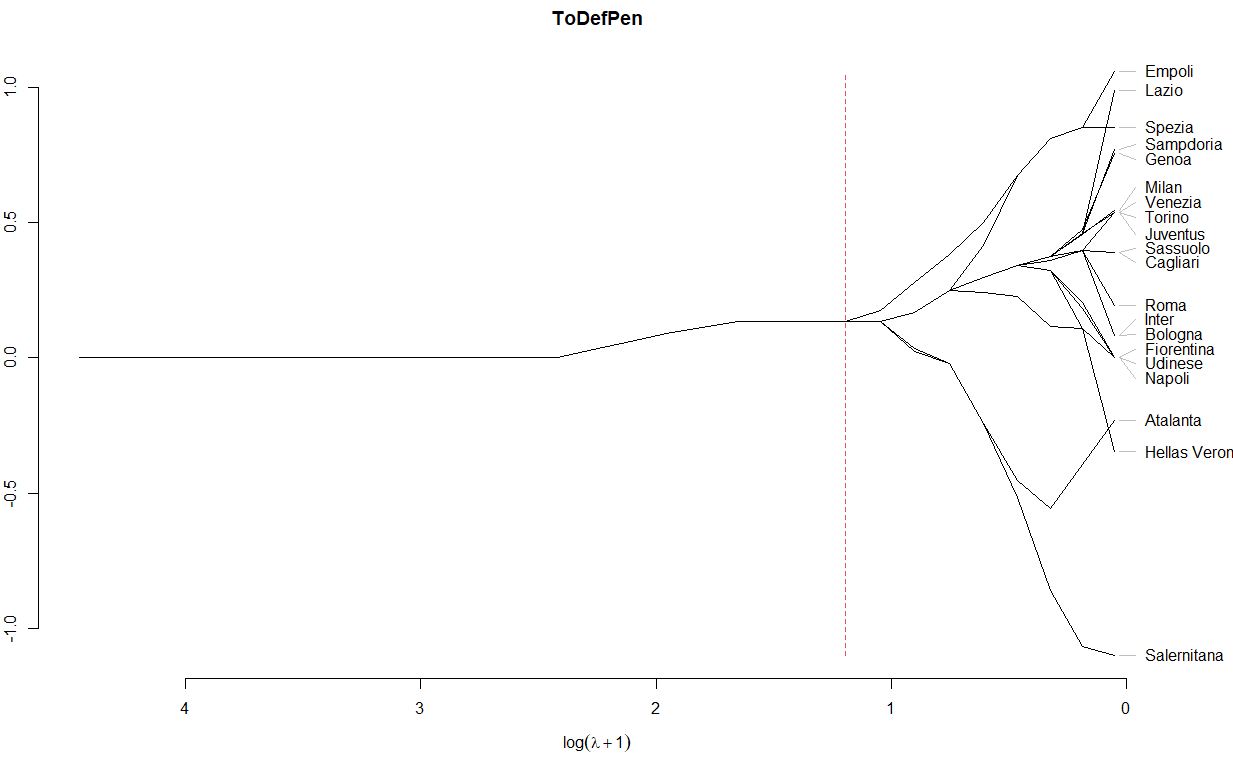 ToDefPen
1.0
0.5
0.0
-0.5
-1.0
Empoli
Lazio
Spezia
Sampdoria
Genoa
Milan
Venezia
Torino
Juventus
Sassuolo
Cagliari
Roma
Inter
Bologna
Fiorentina
Udinese
Napoli
Atalanta
Hellas Veron
Salernitana
4 3 2 1 0
log(λ+1)